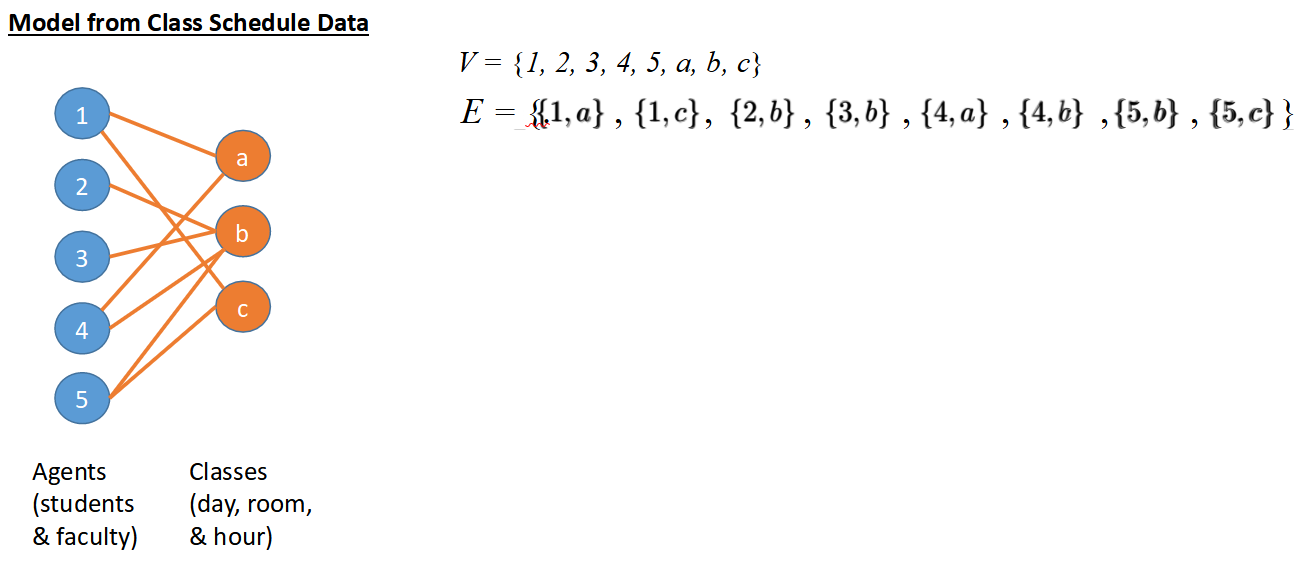 Model from Class Schedule Data
V = {1, 2, 3, 4, 5, a, b, c}
E = {{1, a} , {1, c}, {2, b} , {3, b} , {4, a} , {4, b} , {5, b} , {5, c} }
1
a
2
b
3
c
4
5
Agents
(students
& faculty)
Classes
(day, room,
& hour)